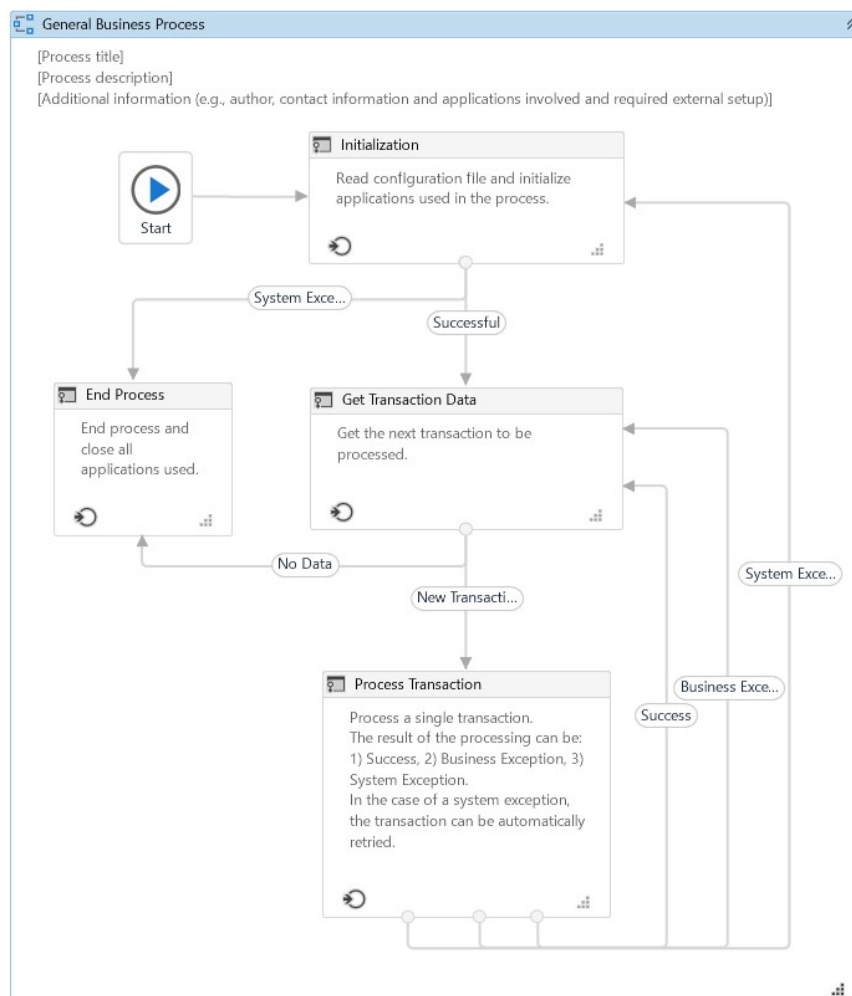 General Business Process
[Process title]
[Process description]
[Additional information (e.g., author, contact information and applications involved and required external setup)]
Initialization
Read configuration file and initialize
applications used in the process.
Start
System Exce...
Successful
End Process
End process and
close all
applications used.
Get Transaction Data
Get the next transaction to be
processed.
No Data
New Transacti...
System Exce...
Business Exce...
Success
Process Transaction
Process a single transaction.
The result of the processing can be:
1) Success, 2) Business Exception, 3)
System Exception.
In the case of a system exception,
the transaction can be automatically
retried.